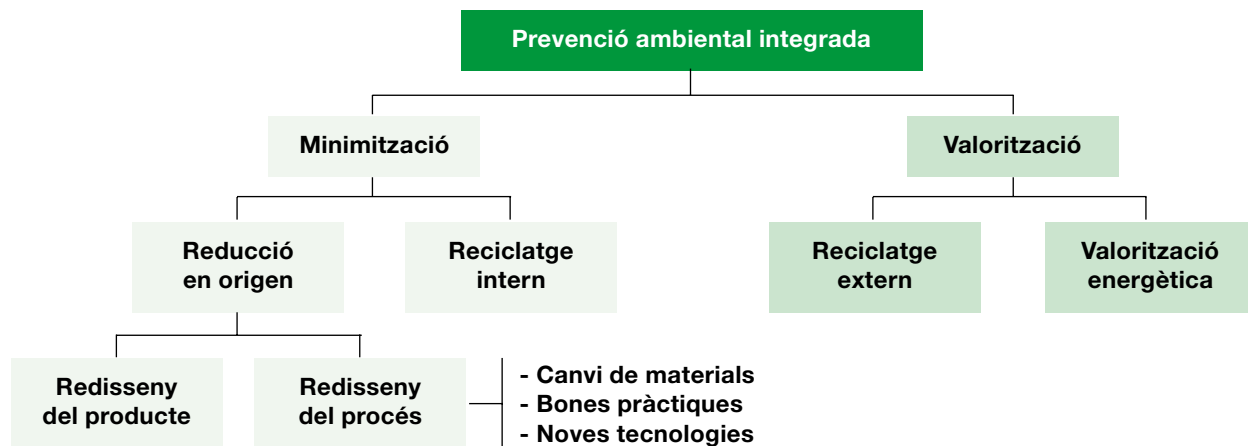 Prevenció ambiental integrada
Minimització
Valorització
Reducció
en origen
Reciclatge
intern
Reciclatge
extern
Valorització
energètica
Redisseny
del producte
Redisseny
del procés
- Canvi de materials
- Bones pràctiques
- Noves tecnologies